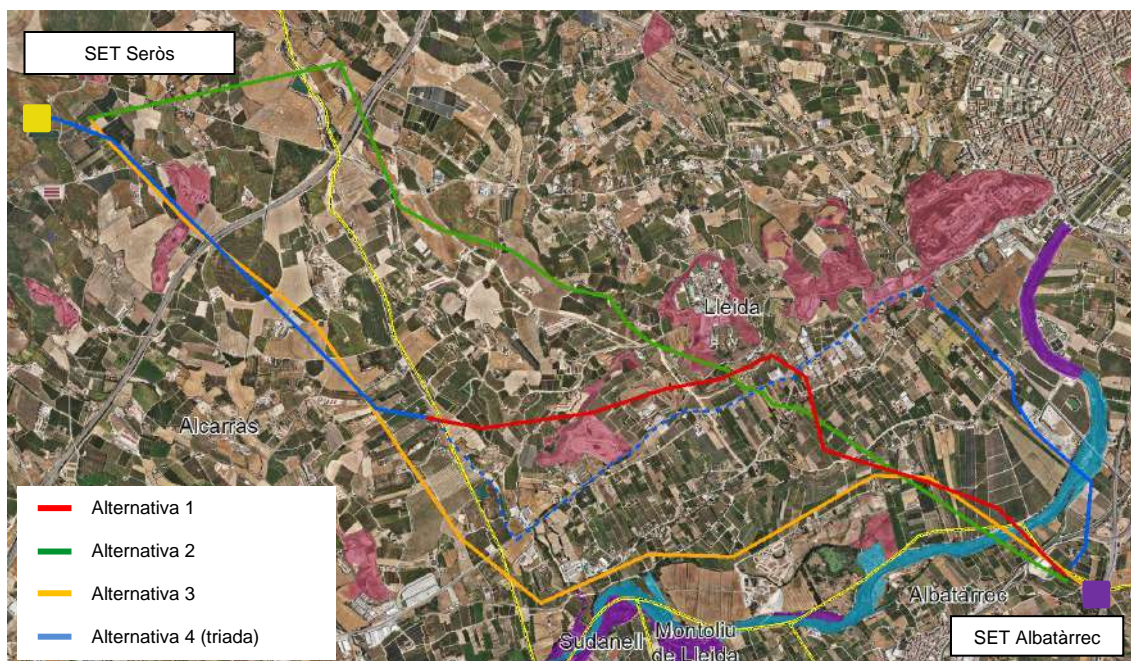 SET Seròs
Lleida
Alcarras
Alternativa 1
Alternativa 2
Alternativa 3
Alternativa 4 (triada)
Albatàrrec
SET Albatàrrec
Sudanell
Montoliu
de Lleida